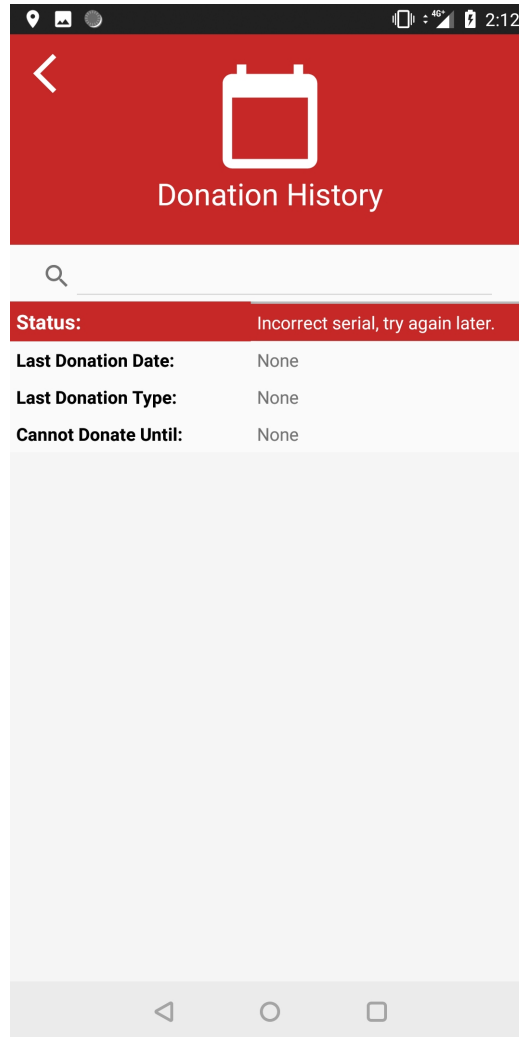 4G+ 2:12
Donation History
Status: Incorrect serial, try again later.
Last Donation Date: None
Last Donation Type: None
Cannot Donate Until: None